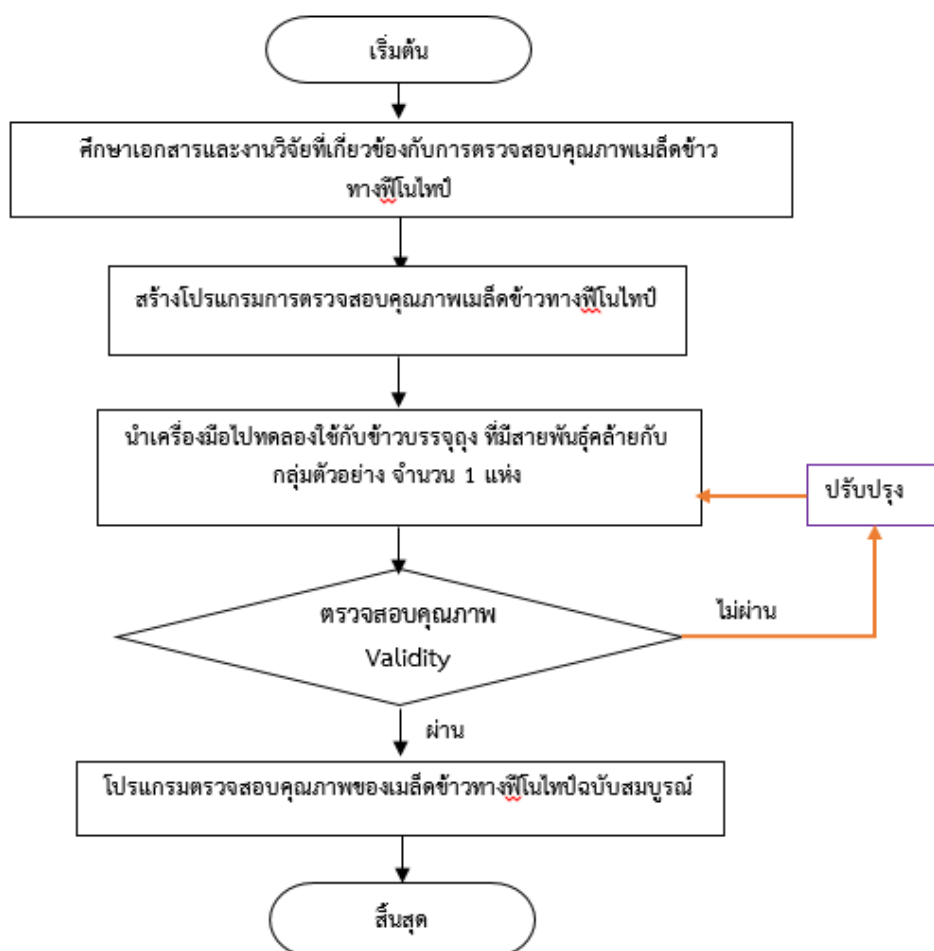 เริ่มต้น
ศึกษาเอกสารและงานวิจัยที่เกี่ยวข้องกับการตรวจสอบคุณภาพเมล็ดข้าว
ทางฟีโนไทป์
สร้างโปรแกรมการตรวจสอบคุณภาพเมล็ดข้าวทางฟีโนไทป์
นำเครื่องมือไปทดลองใช้กับข้าวบรรจุถุง ที่มีสายพันธุ์คล้ายกับ
กลุ่มตัวอย่าง จำนวน 1 แห่ง
ปรับปรุง
ตรวจสอบคุณภาพ
Validity
ไม่ผ่าน
ผ่าน
โปรแกรมตรวจสอบคุณภาพของเมล็ดข้าวทางฟีโนไทป์ฉบับสมบูรณ์
สิ้นสุด